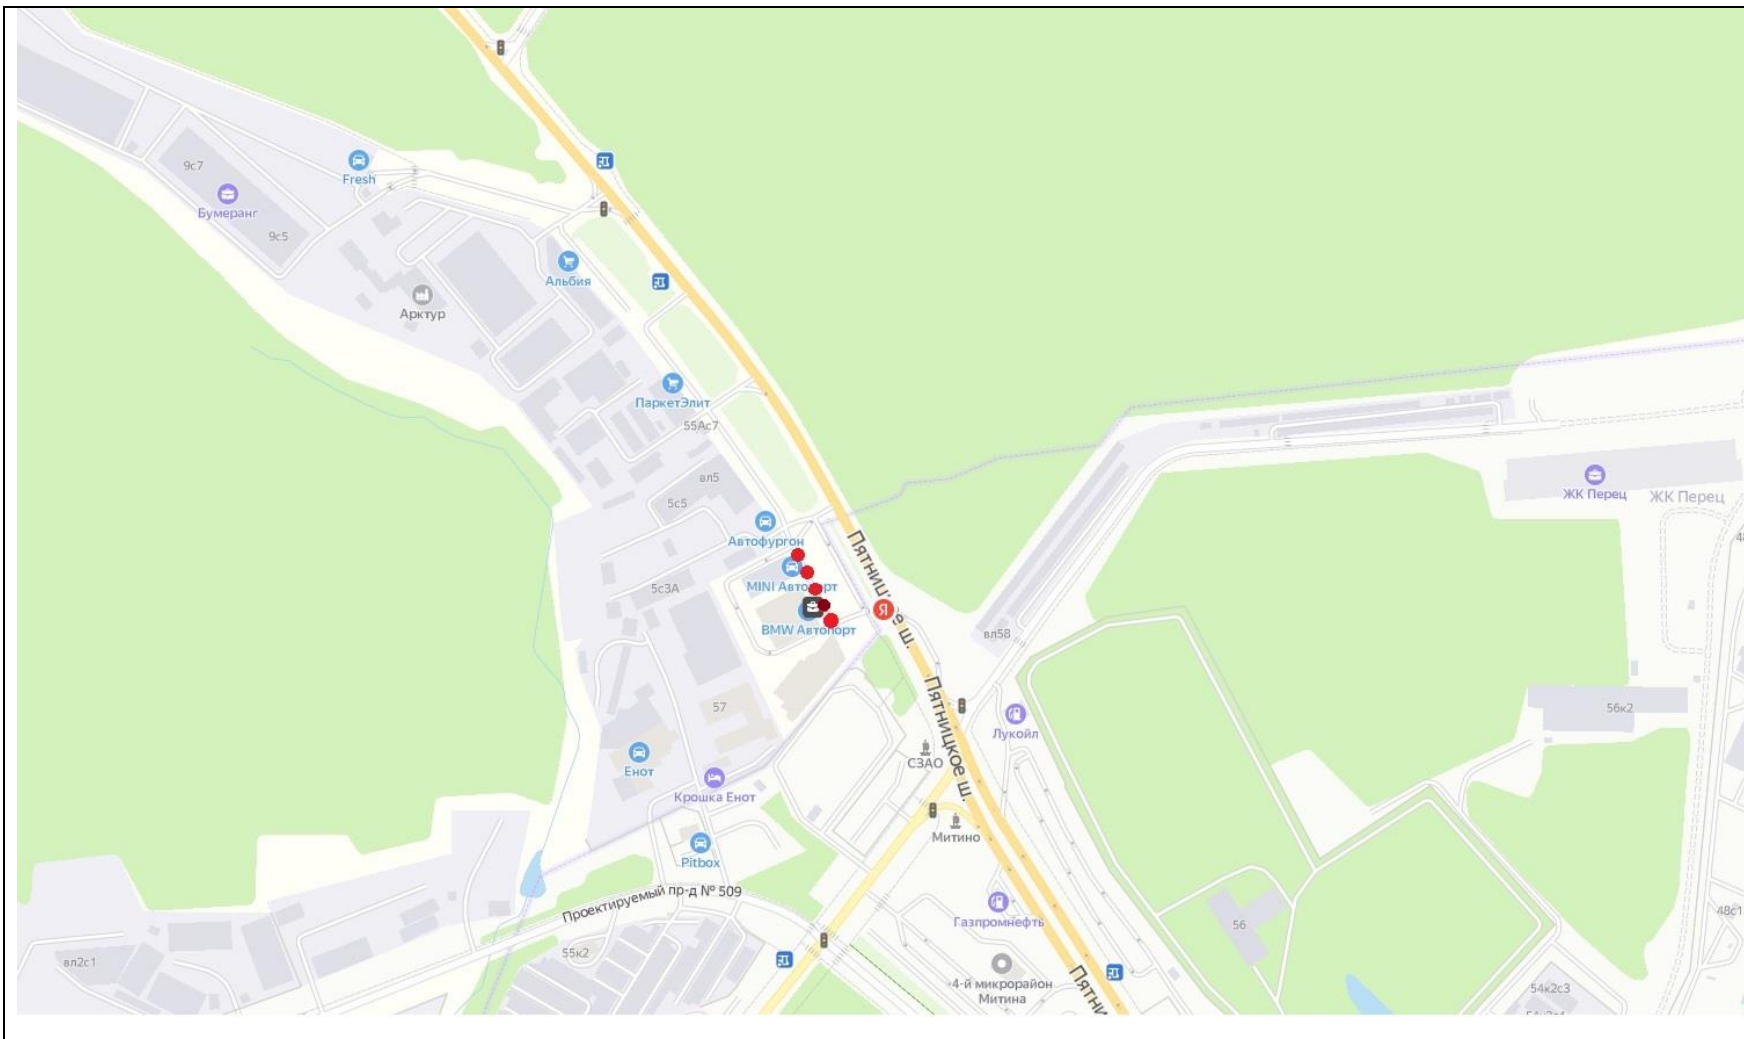 9с7
Fresh
Бумеранг
9с5
Альбия
Арктур
ПаркетЭлит
55Ас7
вл5
5с5
ЖК Перец
ЖК Перец
Автофургон
Пятницкое ш.
MINI Автопорт
5с3А
Я
BMW Автопорт
вл58
57
Пятницкое ш.
56к2
Лукойл
СЗАО
Енот
Крошка Енот
Митино
Pitbox
Проектируемый пр-д № 509
Газпромнефть
56
48с1
55к2
вл2с1
4-й микрорайон
Митина
Пятни
54к2с3